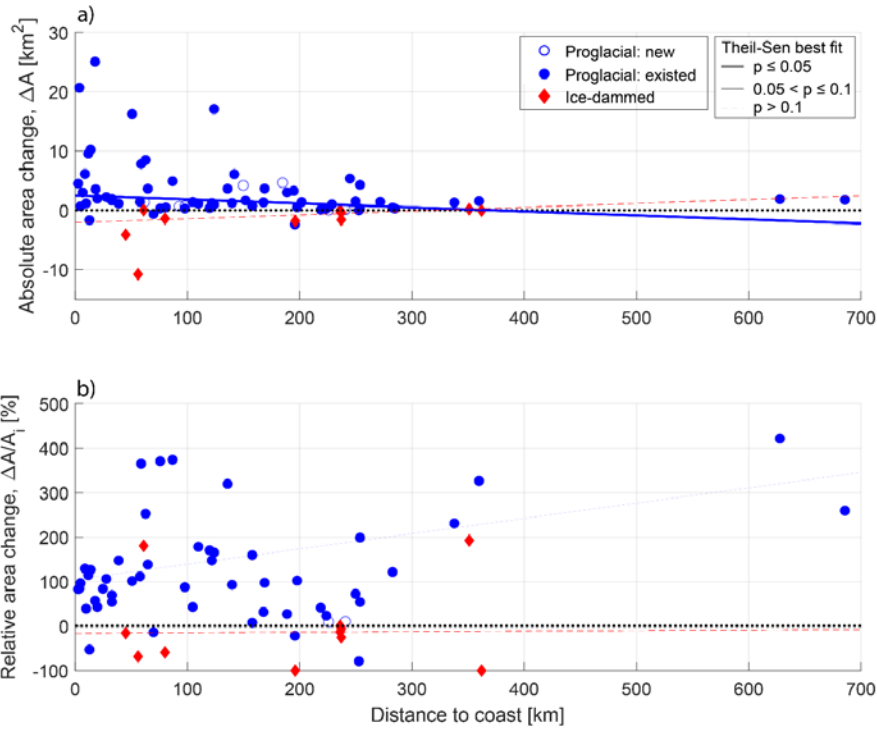 a)
Absolute area change, ΔA [km²]
30
20
10
0
-10
Proglacial: new
Proglacial: existed
Ice-dammed
Theil-Sen best fit
p ≤ 0.05
0.05 < p ≤ 0.1
p > 0.1
0 100 200 300 400 500 600 700
b)
Relative area change, ΔA/Aᵢ [%]
500
400
300
200
100
0
-100
0 100 200 300 400 500 600 700
Distance to coast [km]